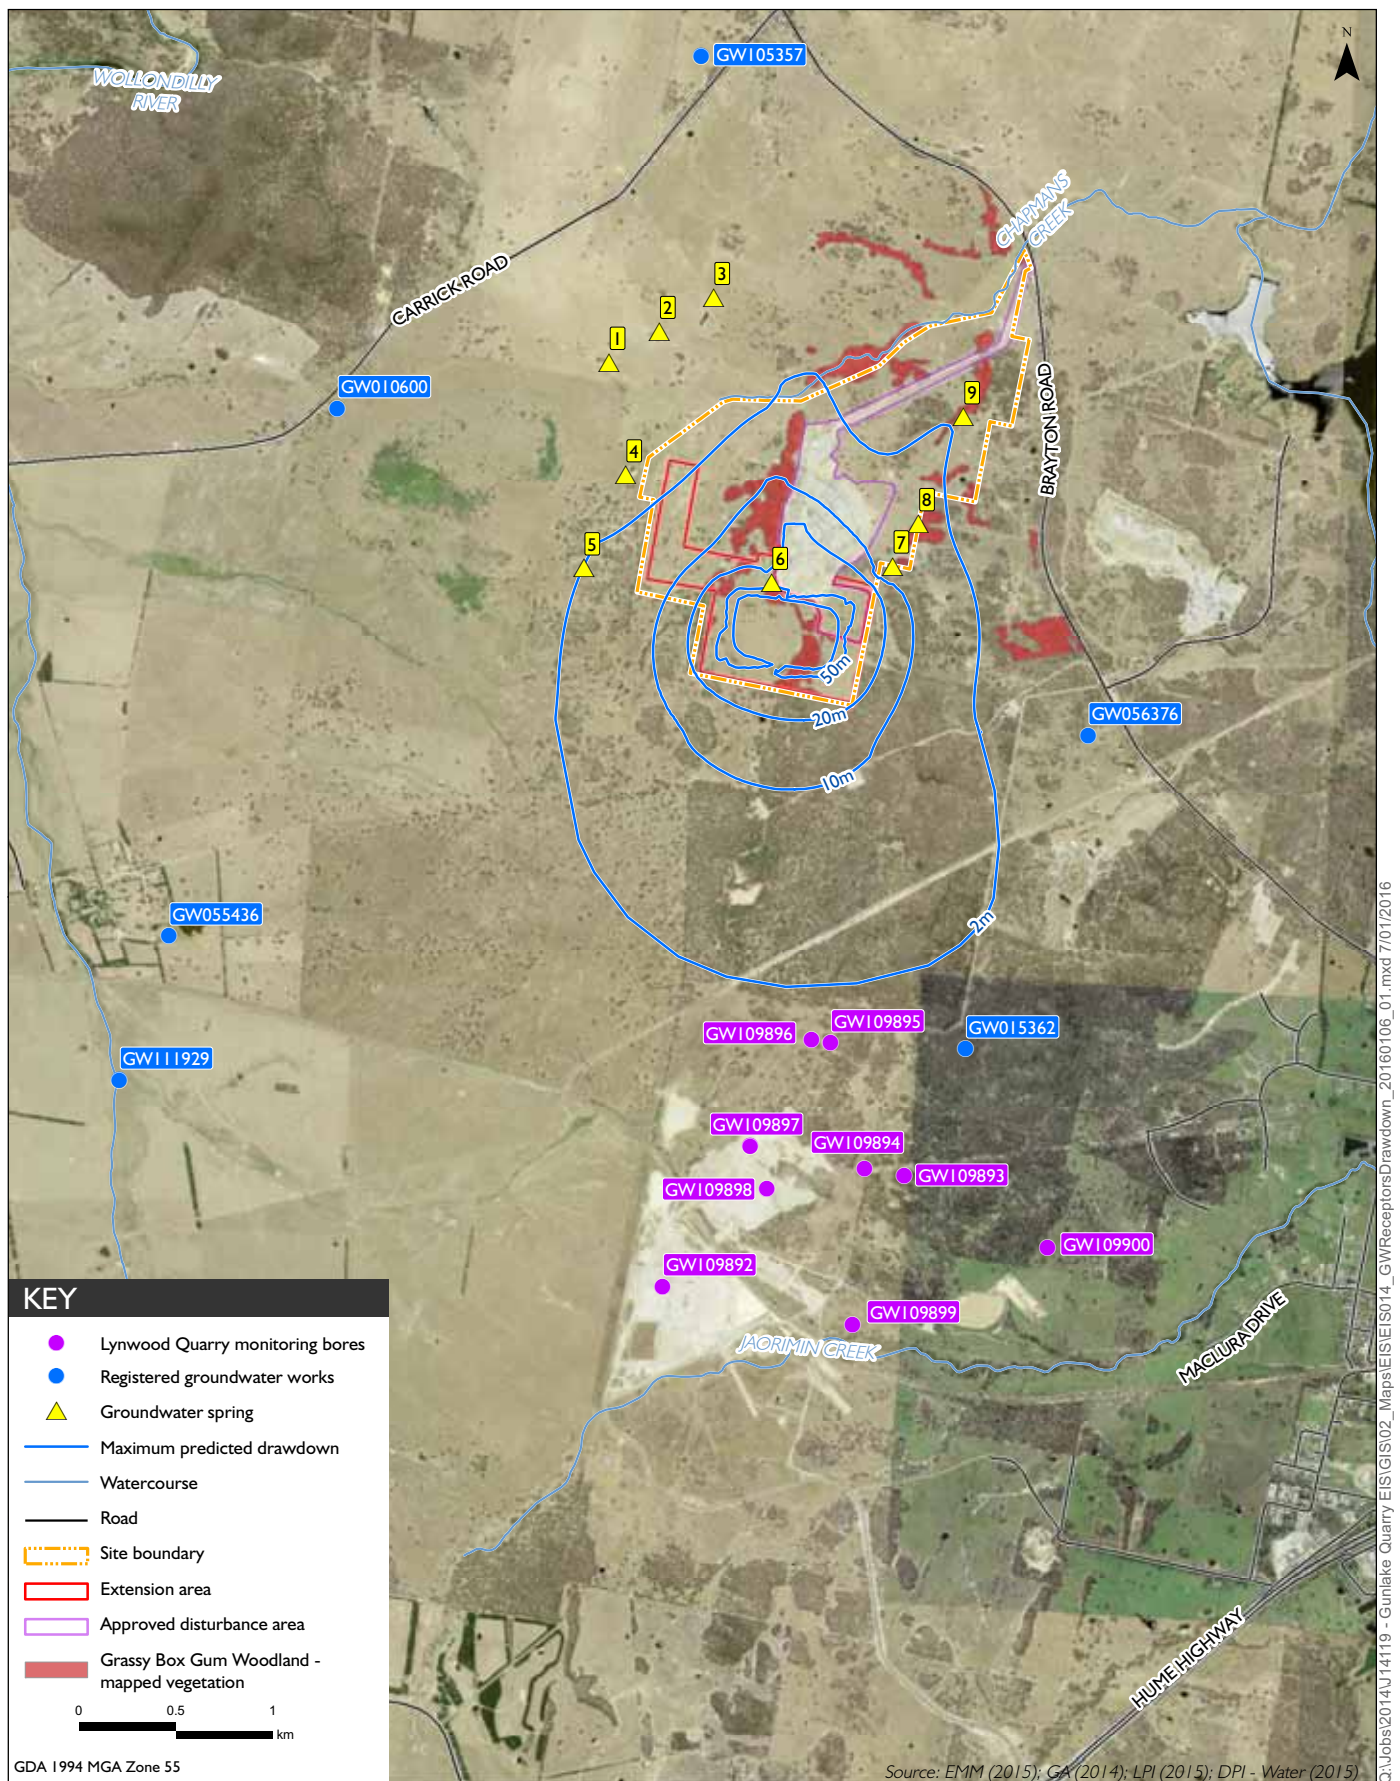 N
GW105357
WOLLONDILLY
RIVER
CHAPMANS
CREEK
CARRICK ROAD
3
2
1
GW010600
9
BRAYTON ROAD
4
8
5
7
6
50m
20m
GW056376
10m
GW055436
2m
GW109895
GW109896
GW015362
GW111929
GW109897
GW109894
GW109893
GW109898
GW109900
GW109892
GW109899
JAORIMIN CREEK
MACLURA DRIVE
HUME HIGHWAY
KEY
Lynwood Quarry monitoring bores
Registered groundwater works
Groundwater spring
Maximum predicted drawdown
Watercourse
Road
Site boundary
Extension area
Approved disturbance area
Grassy Box Gum Woodland -
mapped vegetation
0 0.5 1
km
GDA 1994 MGA Zone 55
Source: EMM (2015); GA (2014); LPI (2015); DPI - Water (2015)
Q:\Jobs\2014\J14119 - Gunlake Quarry EIS\GIS\02_Maps\EIS\EIS014_GWReceptorsDrawdown_20160106_01.mxd 7/01/2016